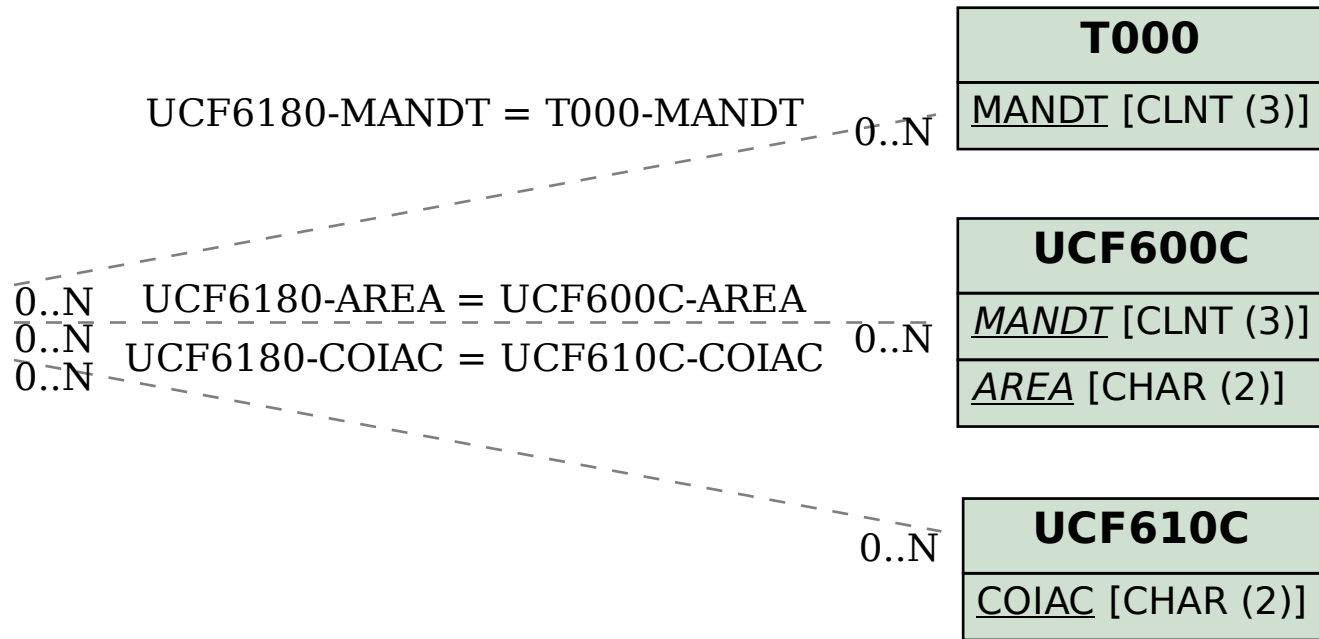 T000
MANDT [CLNT (3)]
UCF6180-MANDT = T000-MANDT
0..N
UCF600C
MANDT [CLNT (3)]
AREA [CHAR (2)]
0..N
UCF6180-AREA = UCF600C-AREA
0..N
0..N
UCF6180-COIAC = UCF610C-COIAC
0..N
0..N
UCF610C
COIAC [CHAR (2)]